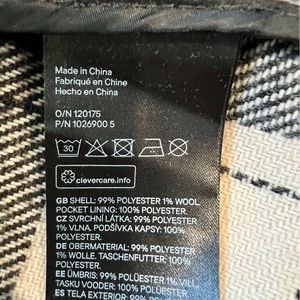 Made in China
Fabriqué en Chine
Hecho en China
O/N 120175
P/N 1026900 5
30
clevercare.info
GB SHELL: 99% POLYESTER 1% WOOL.
POCKET LINING: 100% POLYESTER.
CZ SVRCHNÍ LÁTKA: 99% POLYESTER
1% VLNA. PODŠÍVKA KAPSY: 100%
POLYESTER.
DE OBERMATERIAL: 99% POLYESTER
1% WOLLE. TASCHENFUTTER: 100%
POLYESTER.
EE ÜMBRIS: 99% POLÜESTER 1% VILL.
TASKU VOODER: 100% POLÜESTER.
ES TELA EXTERIOR: 99% POLIÉSTER